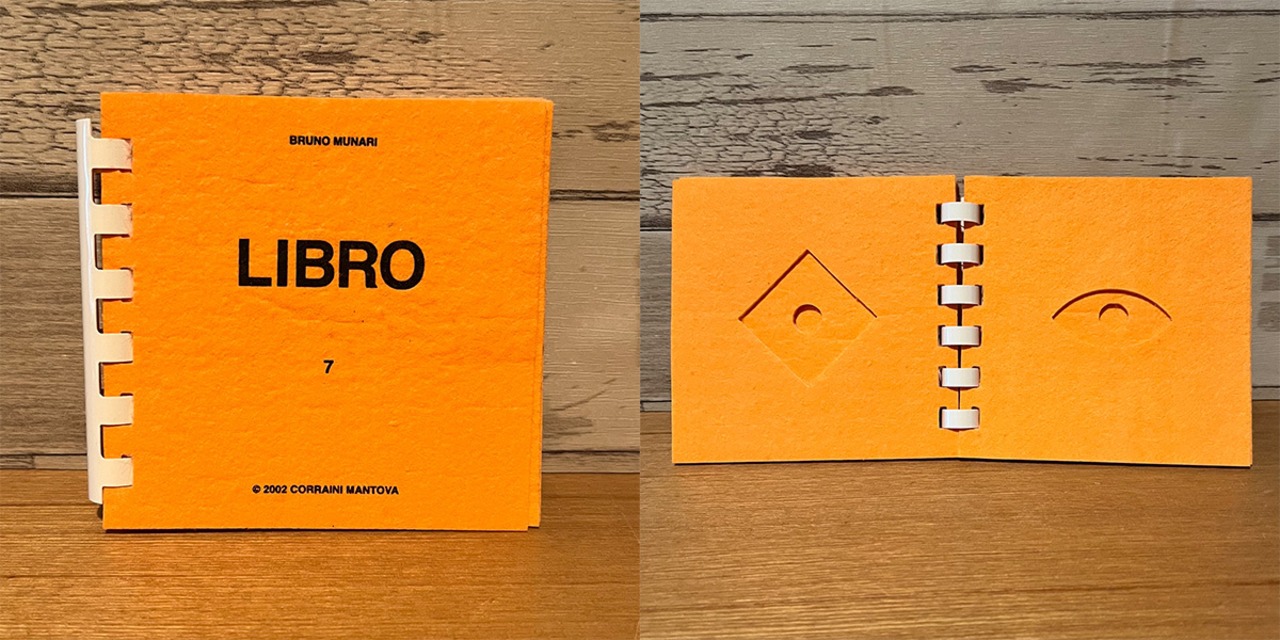 BRUNO MUNARI
LIBRO
7
© 2002 CORRAINI MANTOVA